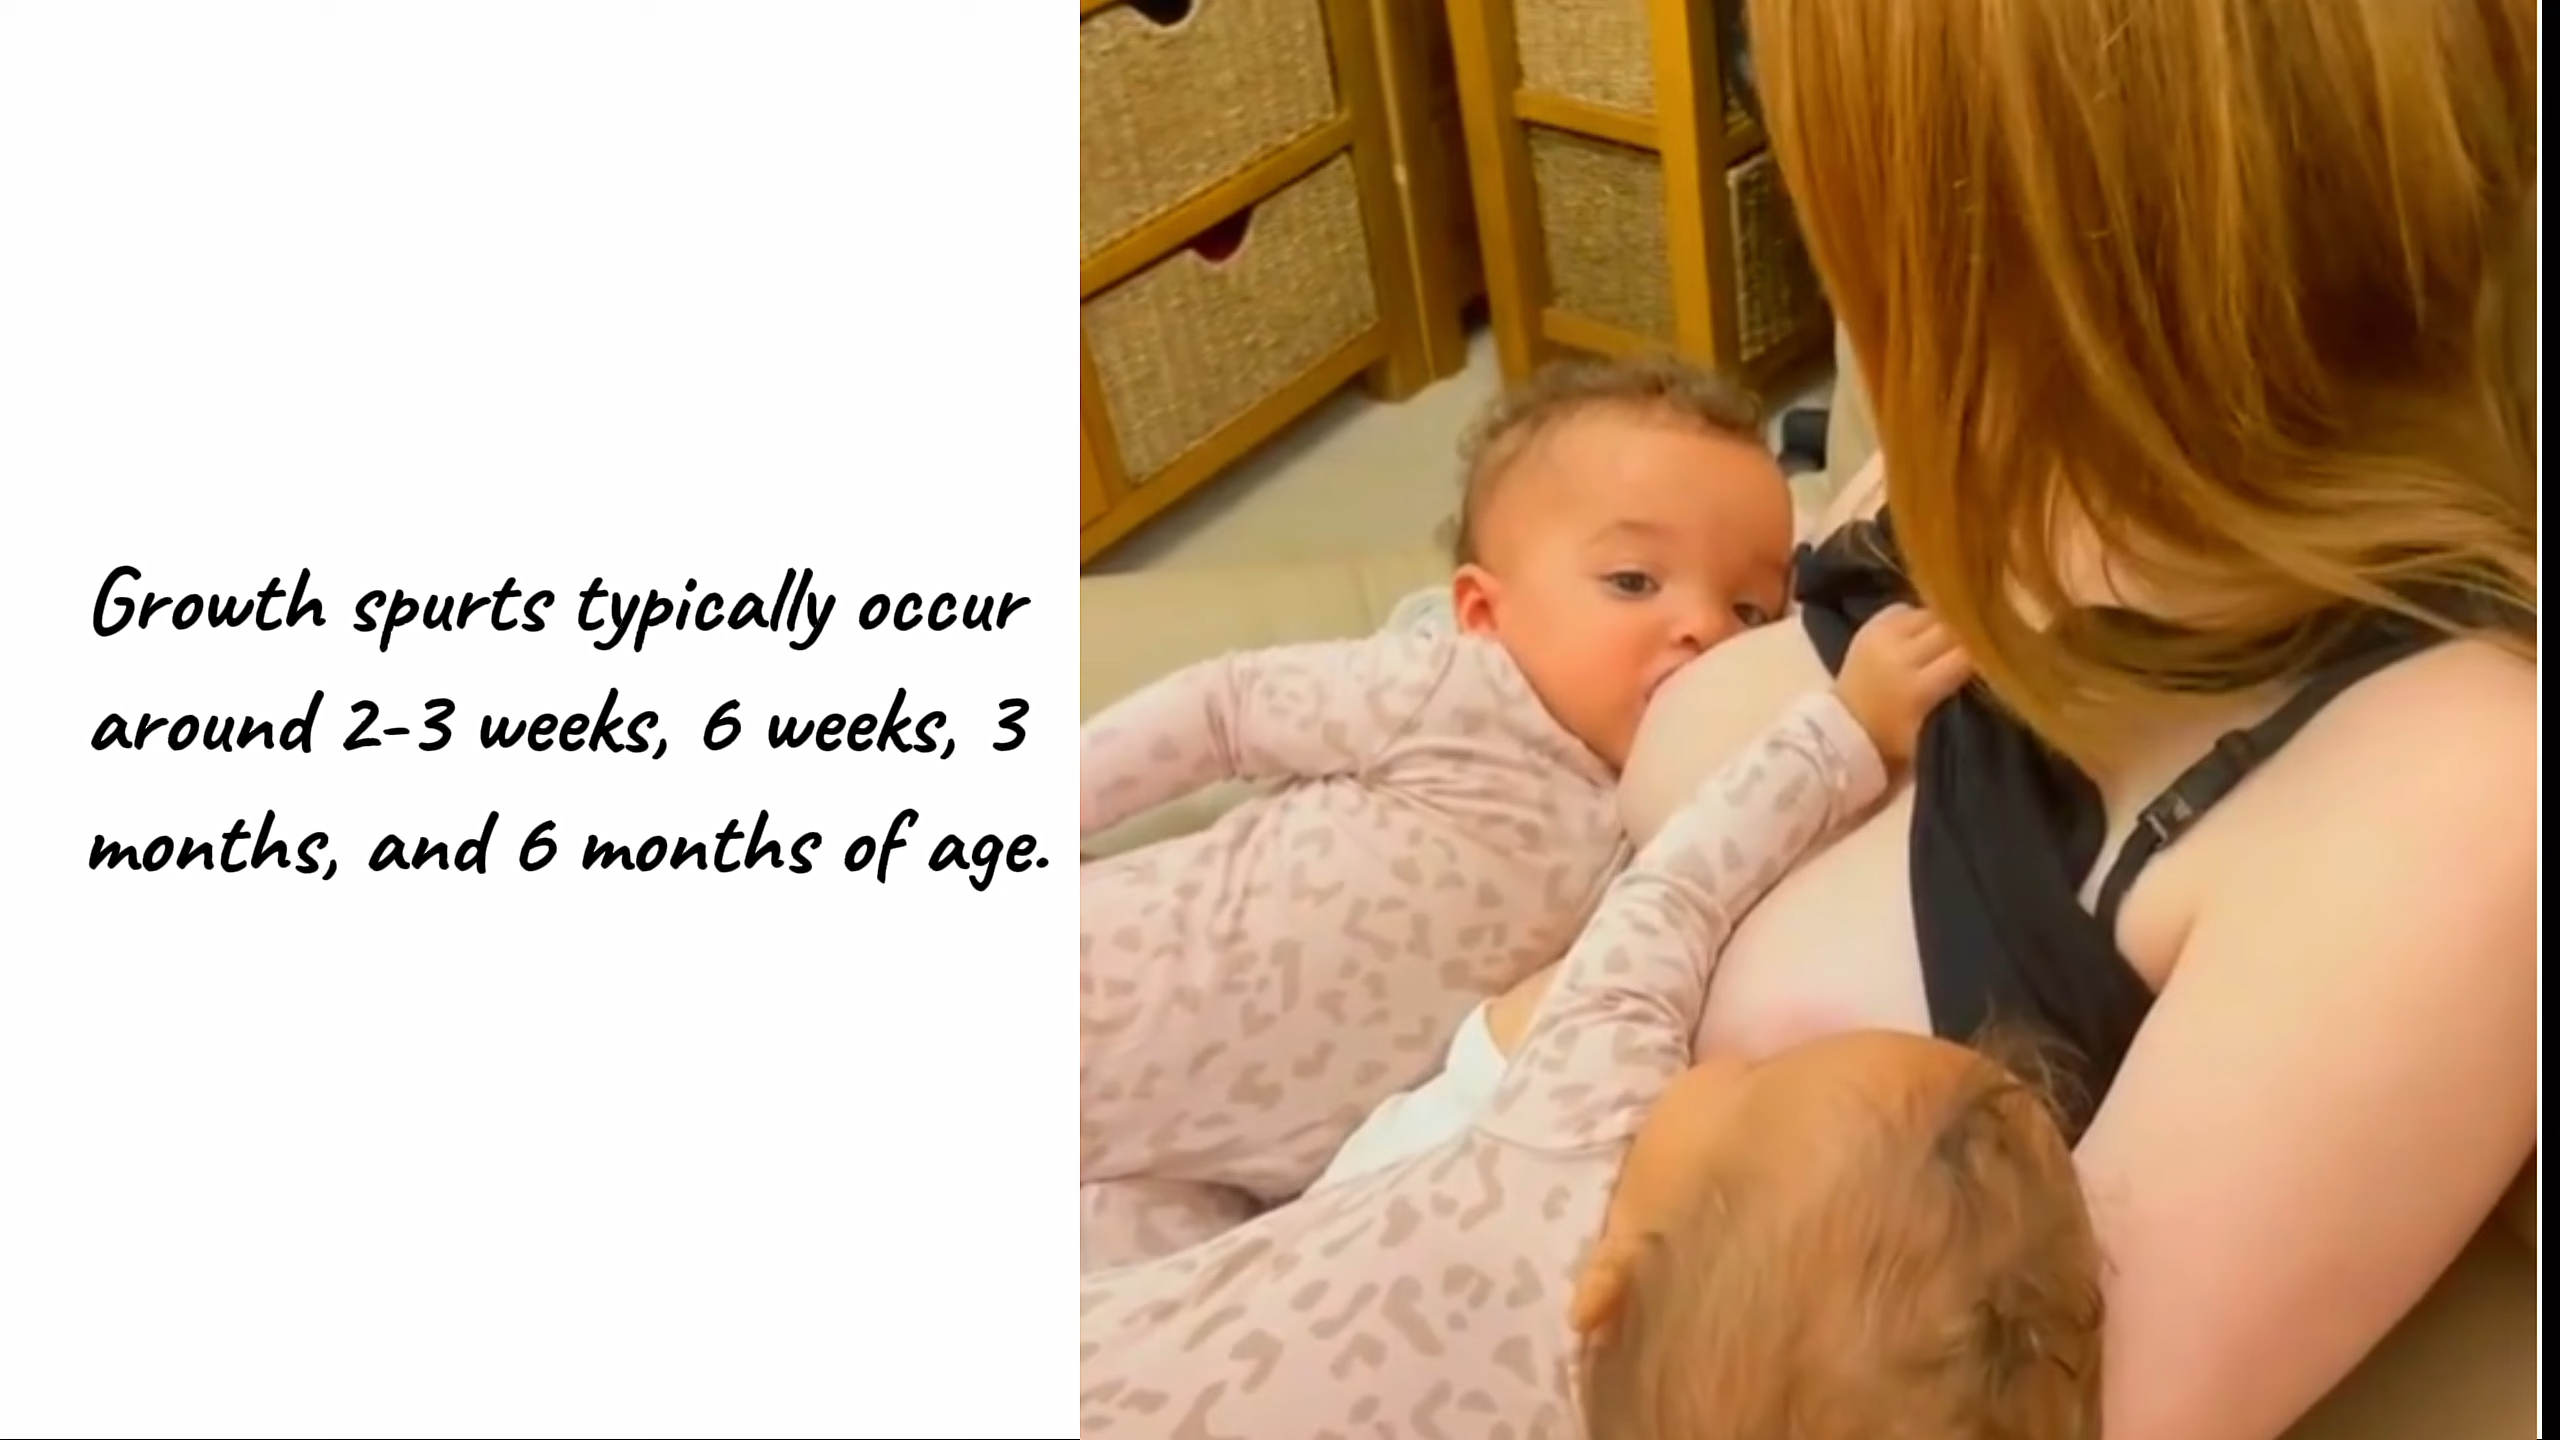 Growth spurts typically occur
around 2-3 weeks, 6 weeks, 3
months, and 6 months of age.